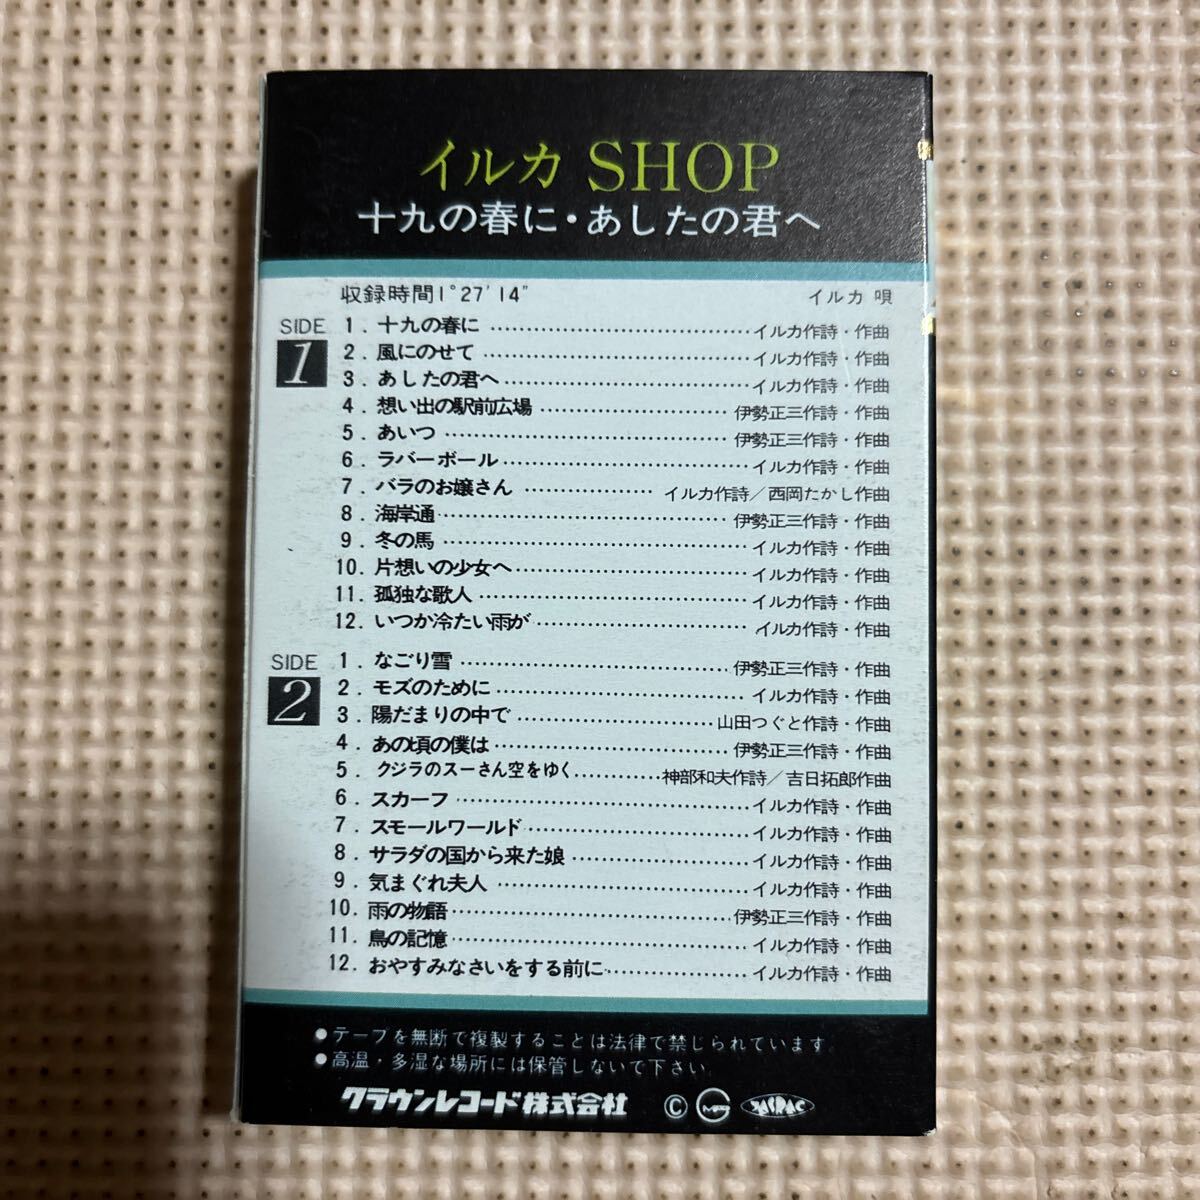 イルカ SHOP
十九の春に・あしたの君へ
収録時間1°27'14" イルカ 唄
SIDE 1
1. 十九の春に イルカ作詩・作曲
2. 風にのせて イルカ作詩・作曲
3. あしたの君へ イルカ作詩・作曲
4. 想い出の駅前広場 伊勢正三作詩・作曲
5. あいつ 伊勢正三作詩・作曲
6. ラバーボール イルカ作詩・作曲
7. バラのお嬢さん イルカ作詩／西岡たかし作曲
8. 海岸通 伊勢正三作詩・作曲
9. 冬の馬 イルカ作詩・作曲
10. 片想いの少女へ イルカ作詩・作曲
11. 孤独な歌人 イルカ作詩・作曲
12. いつか冷たい雨が イルカ作詩・作曲
SIDE 2
1. なごり雪 伊勢正三作詩・作曲
2. モズのために イルカ作詩・作曲
3. 陽だまりの中で 山田つぐと作詩・作曲
4. あの頃の僕は 伊勢正三作詩・作曲
5. クジラのスーさん空をゆく 神部和夫作詩／吉日拓郎作曲
6. スカーフ イルカ作詩・作曲
7. スモールワールド イルカ作詩・作曲
8. サラダの国から来た娘 イルカ作詩・作曲
9. 気まぐれ夫人 イルカ作詩・作曲
10. 雨の物語 伊勢正三作詩・作曲
11. 鳥の記憶 イルカ作詩・作曲
12. おやすみなさいをする前に イルカ作詩・作曲
●テープを無断で複製することは法律で禁じられています。
●高温・多湿な場所には保管しないで下さい。
クラウンレコード株式会社 Ⓒ JASRAC